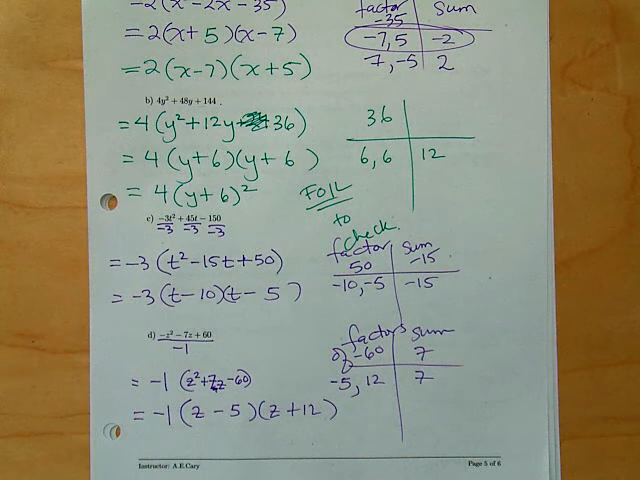 -2(x²-2x-35)
= 2(x+5)(x-7)
= 2(x-7)(x+5)
factor sum
-35
-7, 5 -2
7, -5 2
b) 4y² + 48y + 144 .
= 4(y²+12y+36)
= 4(y+6)(y+6)
= 4(y+6)²
36
6, 6 12
FOIL
to
check.
c) -3t² + 45t - 150
-3 -3 -3
= -3(t²-15t+50)
= -3(t-10)(t-5)
factor sum
50 -15
-10, -5 -15
d) -z² - 7z + 60
-1
= -1 (z²+7z-60)
= -1(z-5)(z+12)
factors sum
of -60 7
-5, 12 7
Instructor: A.E.Cary Page 5 of 6